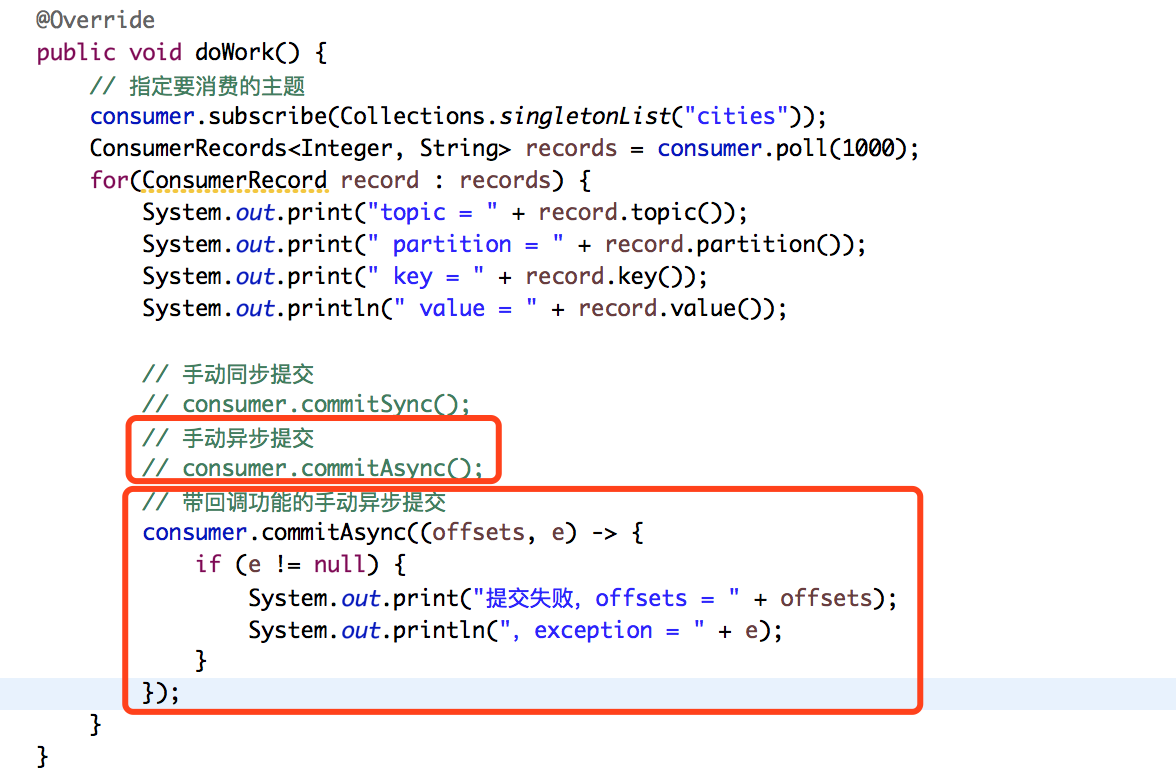 @Override
public void doWork() {
// 指定要消费的主题
consumer.subscribe(Collections.singletonList("cities"));
ConsumerRecords<Integer, String> records = consumer.poll(1000);
for(ConsumerRecord record : records) {
System.out.print("topic = " + record.topic());
System.out.print(" partition = " + record.partition());
System.out.print(" key = " + record.key());
System.out.println(" value = " + record.value());
// 手动同步提交
// consumer.commitSync();
// 手动异步提交
// consumer.commitAsync();
// 带回调功能的手动异步提交
consumer.commitAsync((offsets, e) -> {
if (e != null) {
System.out.print("提交失败, offsets = " + offsets);
System.out.println(", exception = " + e);
}
});
}
}